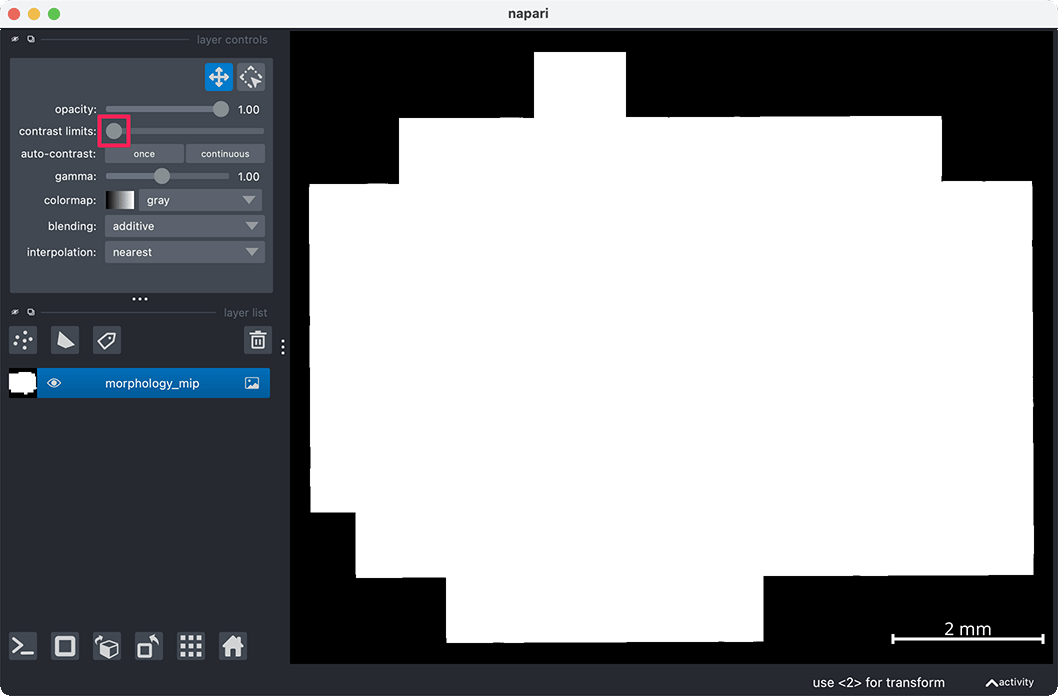 napari
layer controls
opacity: 1.00
contrast limits:
auto-contrast: once continuous
gamma: 1.00
colormap: gray
blending: additive
interpolation: nearest
layer list
morphology_mip
2 mm
use <2> for transform activity